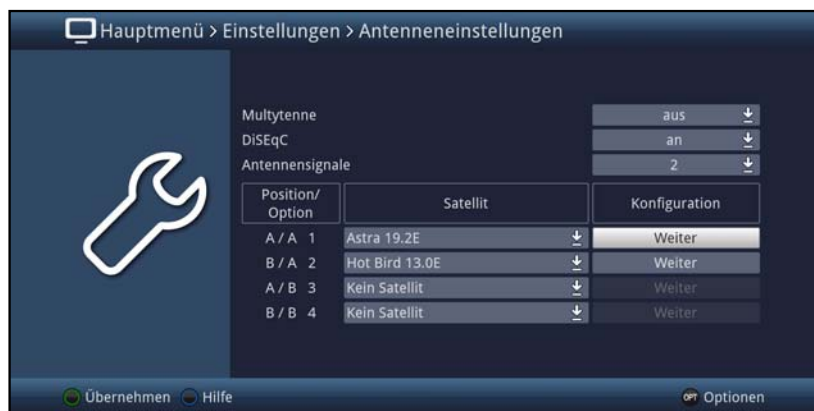 Hauptmenü > Einstellungen > Antenneneinstellungen
Multytenne aus
DiSEqC an
Antennensignale 2
Position/
Option Satellit Konfiguration
A / A 1 Astra 19.2E Weiter
B / A 2 Hot Bird 13.0E Weiter
A / B 3 Kein Satellit Weiter
B / B 4 Kein Satellit Weiter
Übernehmen Hilfe OPT Optionen